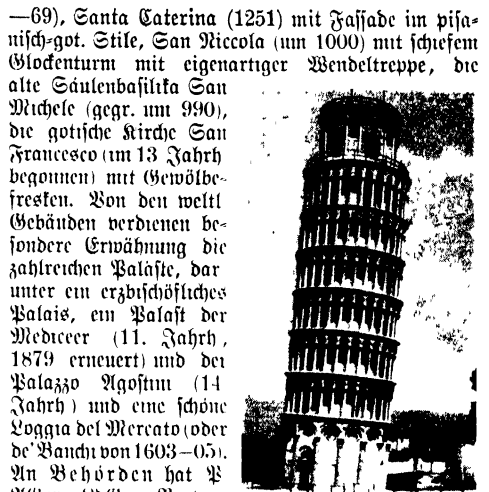 —69), Santa Caterina (1251) mit Fassade im pisa-
nisch-got. Stile, San Niccola (um 1000) mit schiefem
Glockenturm mit eigenartiger Wendeltreppe, die
alte Säulenbasilika San
Michele (gegr. um 990),
die gotische Kirche San
Francesco (im 13 Jahrh
begonnen) mit Gewölbe-
fresken. Von den weltl
Gebäuden verdienen be-
sondere Erwähnung die
zahlreichen Paläste, dar
unter ein erzbischöfliches
Palais, ein Palast der
Mediceer (11. Jahrh,
1879 erneuert) und der
Palazzo Agostini (14
Jahrh) und eine schöne
Loggia del Mercato (oder
de' Banchi von 1603—05).
An Behörden hat P